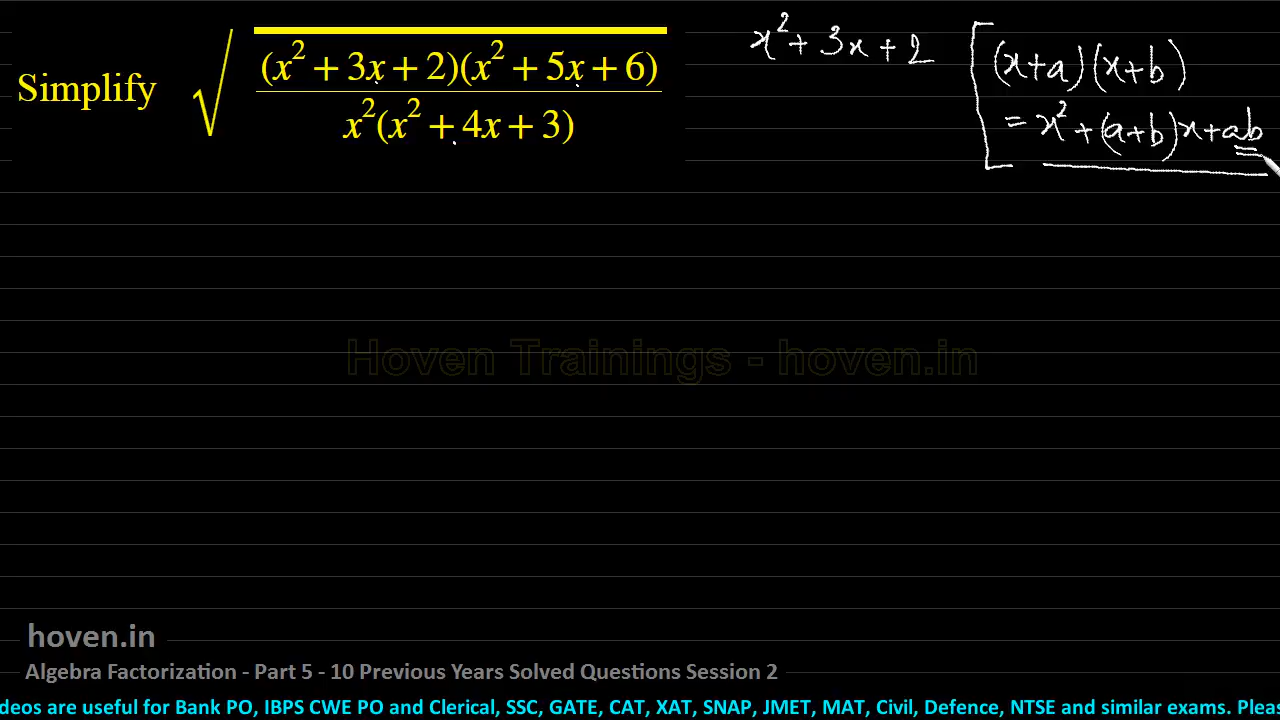 Simplify √((x² + 3x + 2)(x² + 5x + 6) / x²(x² + 4x + 3))
x² + 3x + 2
(x+a)(x+b)
= x² + (a+b)x + ab
Hoven Trainings - hoven.in
hoven.in
Algebra Factorization - Part 5 - 10 Previous Years Solved Questions Session 2
deos are useful for Bank PO, IBPS CWE PO and Clerical, SSC, GATE, CAT, XAT, SNAP, JMET, MAT, Civil, Defence, NTSE and similar exams. Pleas